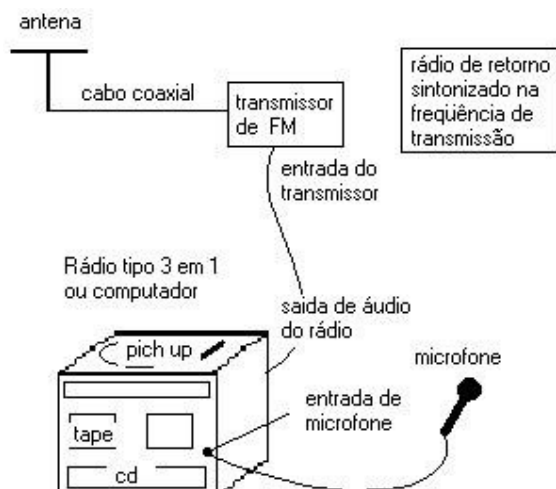 antena
cabo coaxial
transmissor
de FM
rádio de retorno
sintonizado na
freqüência de
transmissão
entrada do
transmissor
Rádio tipo 3 em 1
ou computador
saida de áudio
do rádio
pich up
microfone
entrada de
microfone
tape
cd